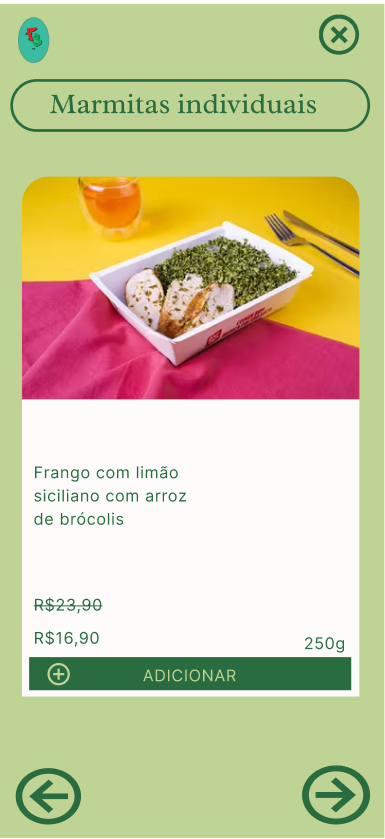 Marmitas individuais
Frango com limão
siciliano com arroz
de brócolis
R$23,90
R$16,90
250g
ADICIONAR